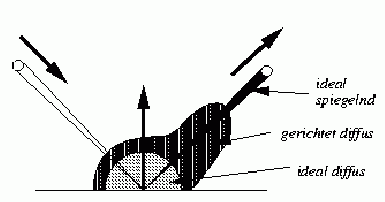 ideal
spiegelnd
gerichtet diffus
ideal diffus